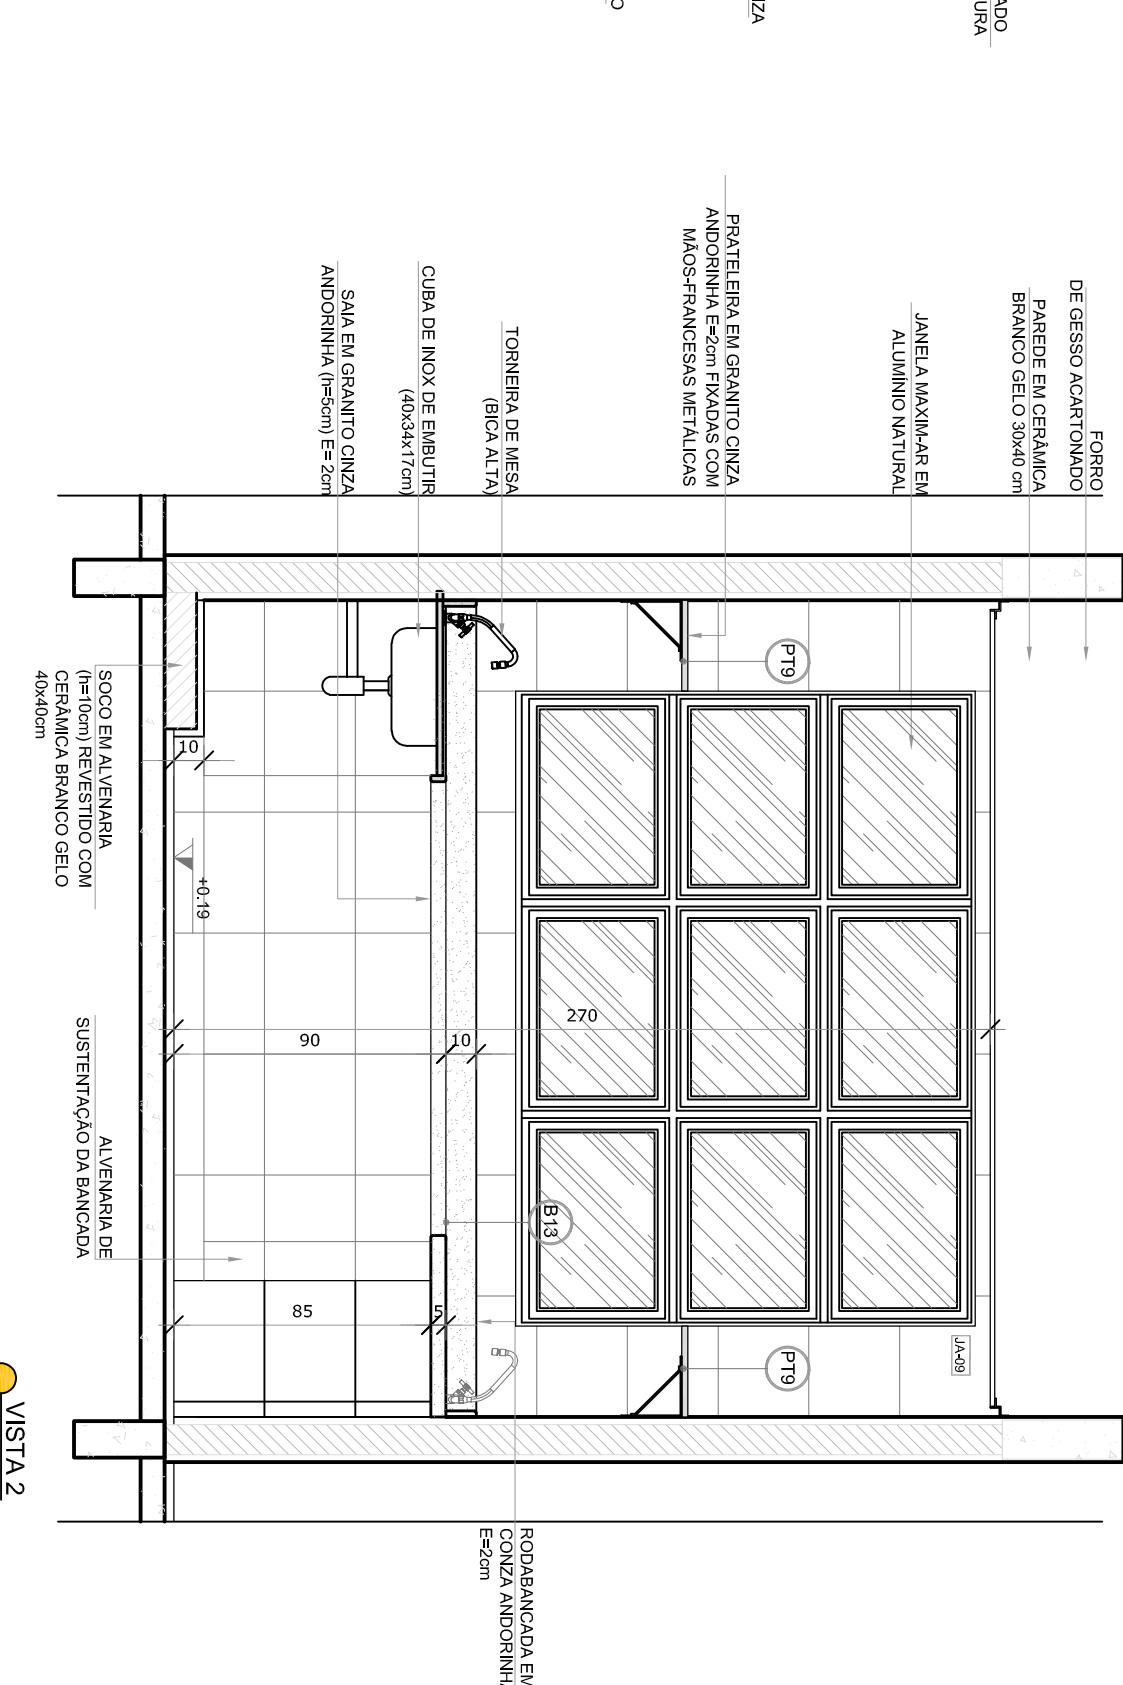 ADO
URA
ZA
O
FORRO
DE GESSO ACARTONADO
PAREDE EM CERÂMICA
BRANCO GELO 30x40 cm
JANELA MAXIM-AR EM
ALUMÍNIO NATURAL
PRATELEIRA EM GRANITO CINZA
ANDORINHA E=2cm FIXADAS COM
MÃOS-FRANCESAS METÁLICAS
TORNEIRA DE MESA
(BICA ALTA)
CUBA DE INOX DE EMBUTIR
(40x34x17cm)
SAIA EM GRANITO CINZA
ANDORINHA (h=5cm) E= 2cm
PT9
10
+0.19
270
90
10
B13
85
5
PT9
JA-09
SOCO EM ALVENARIA
(h=10cm) REVESTIDO COM
CERÂMICA BRANCO GELO
40x40cm
ALVENARIA DE
SUSTENTAÇÃO DA BANCADA
RODABANCADA EM
CONZA ANDORINH
E=2cm
VISTA 2